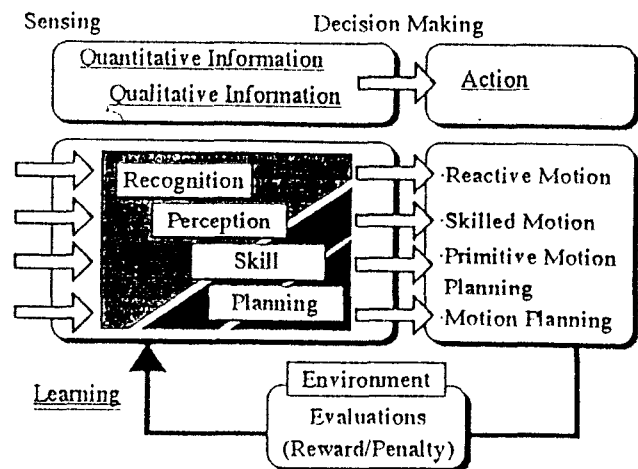 Sensing
Decision Making
Quantitative Information
Qualitative Information
Action
Recognition
Perception
Skill
Planning
·Reactive Motion
·Skilled Motion
·Primitive Motion
Planning
·Motion Planning
Learning
Environment
Evaluations
(Reward/Penalty)